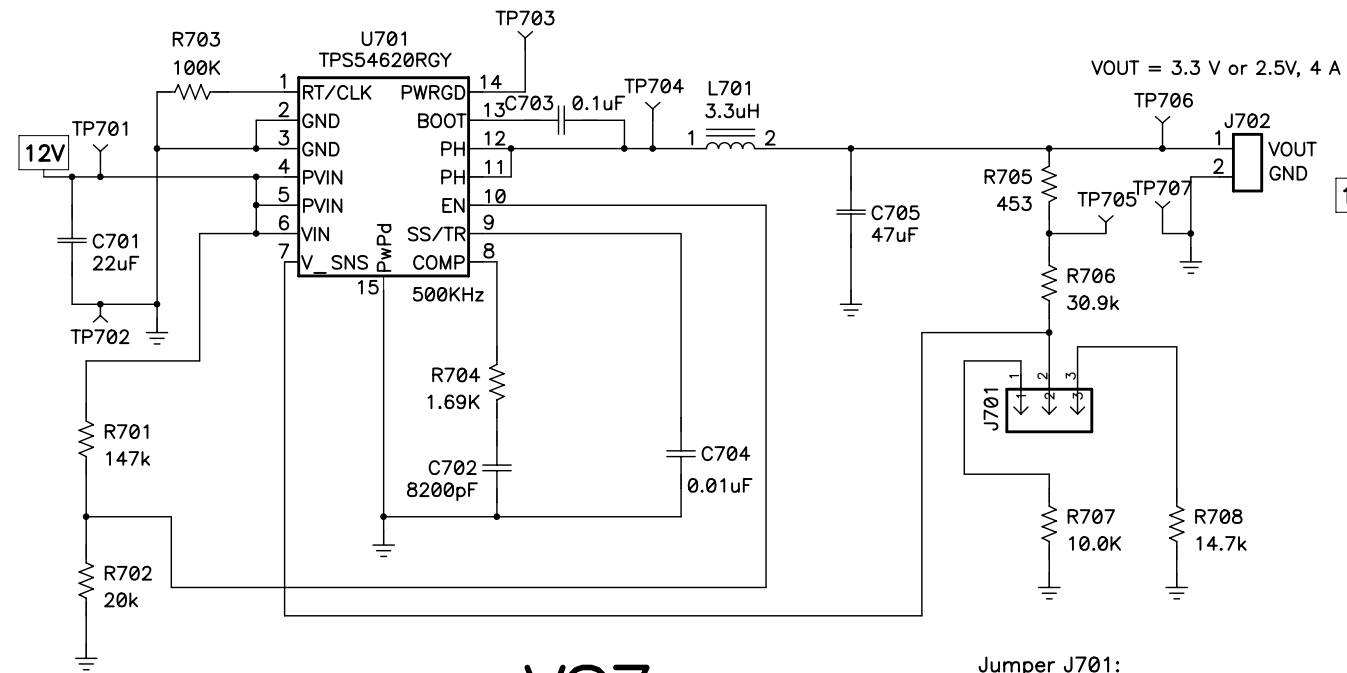 TP703
U701
TPS54620RGY
R703
100K
1 RT/CLK PWRGD 14
2 GND BOOT 13
3 GND PH 12
4 PVIN PH 11
5 PVIN EN 10
6 VIN SS/TR 9
7 V_SNS COMP 8
PwPd
15
500KHz
C703 0.1uF
TP704
L701
3.3uH
1 2
VOUT = 3.3 V or 2.5V, 4 A
TP706
J702
1 VOUT
2 GND
12V
TP701
C701
22uF
TP702
C705
47uF
R705
453
TP705
TP707
R706
30.9k
1
R704
1.69K
C702
8200pF
C704
0.01uF
R701
147k
R702
20k
J701
1 2 3
1 2 3
R707
10.0K
R708
14.7k
Jumper J701: